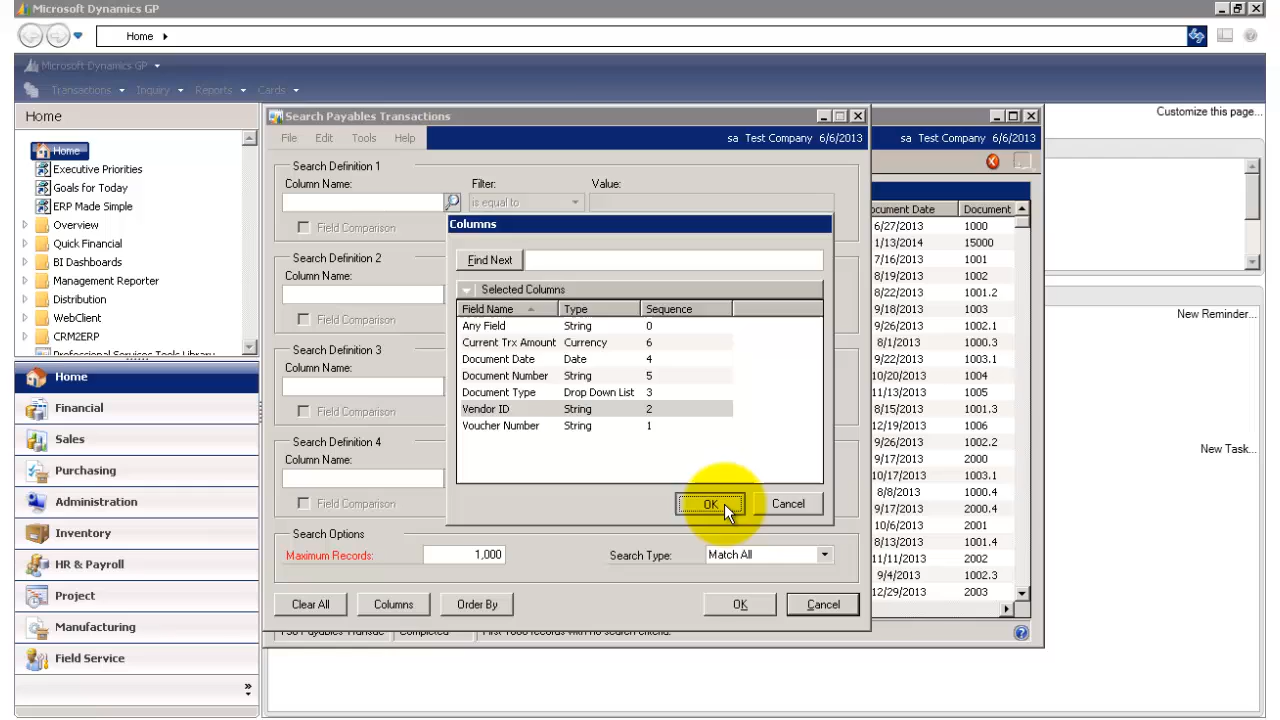 Microsoft Dynamics GP
Home
Microsoft Dynamics GP
Transactions Inquiry Reports Cards
Home
Search Payables Transactions
Customize this page...
File Edit Tools Help
sa Test Company 6/6/2013
sa Test Company 6/6/2013
Home
Executive Priorities
Goals for Today
ERP Made Simple
Overview
Quick Financial
BI Dashboards
Management Reporter
Distribution
WebClient
CRM2ERP
Professional Services Tools Library
Home
Financial
Sales
Purchasing
Administration
Inventory
HR & Payroll
Project
Manufacturing
Field Service
Search Definition 1
Column Name: Filter: Value:
is equal to
Field Comparison
Search Definition 2
Column Name:
Field Comparison
Search Definition 3
Column Name:
Field Comparison
Search Definition 4
Column Name:
Field Comparison
Search Options
Maximum Records: 1,000 Search Type: Match All
Clear All Columns Order By OK Cancel
Columns
Find Next
Selected Columns
Field Name Type Sequence
Any Field String 0
Current Trx Amount Currency 6
Document Date Date 4
Document Number String 5
Document Type Drop Down List 3
Vendor ID String 2
Voucher Number String 1
OK Cancel
Document Date Document
6/27/2013 1000
1/13/2014 15000
7/16/2013 1001
8/19/2013 1002
8/22/2013 1001.2
9/18/2013 1003
9/26/2013 1002.1
8/1/2013 1000.3
9/22/2013 1003.1
10/20/2013 1004
11/13/2013 1005
8/15/2013 1001.3
12/19/2013 1006
9/26/2013 1002.2
9/17/2013 2000
10/17/2013 1003.1
8/8/2013 1000.4
9/17/2013 2000.4
10/6/2013 2001
8/13/2013 1001.4
11/11/2013 2002
9/4/2013 1002.3
12/29/2013 2003
Completed First 1000 records with no search criteria.
New Reminder...
New Task...